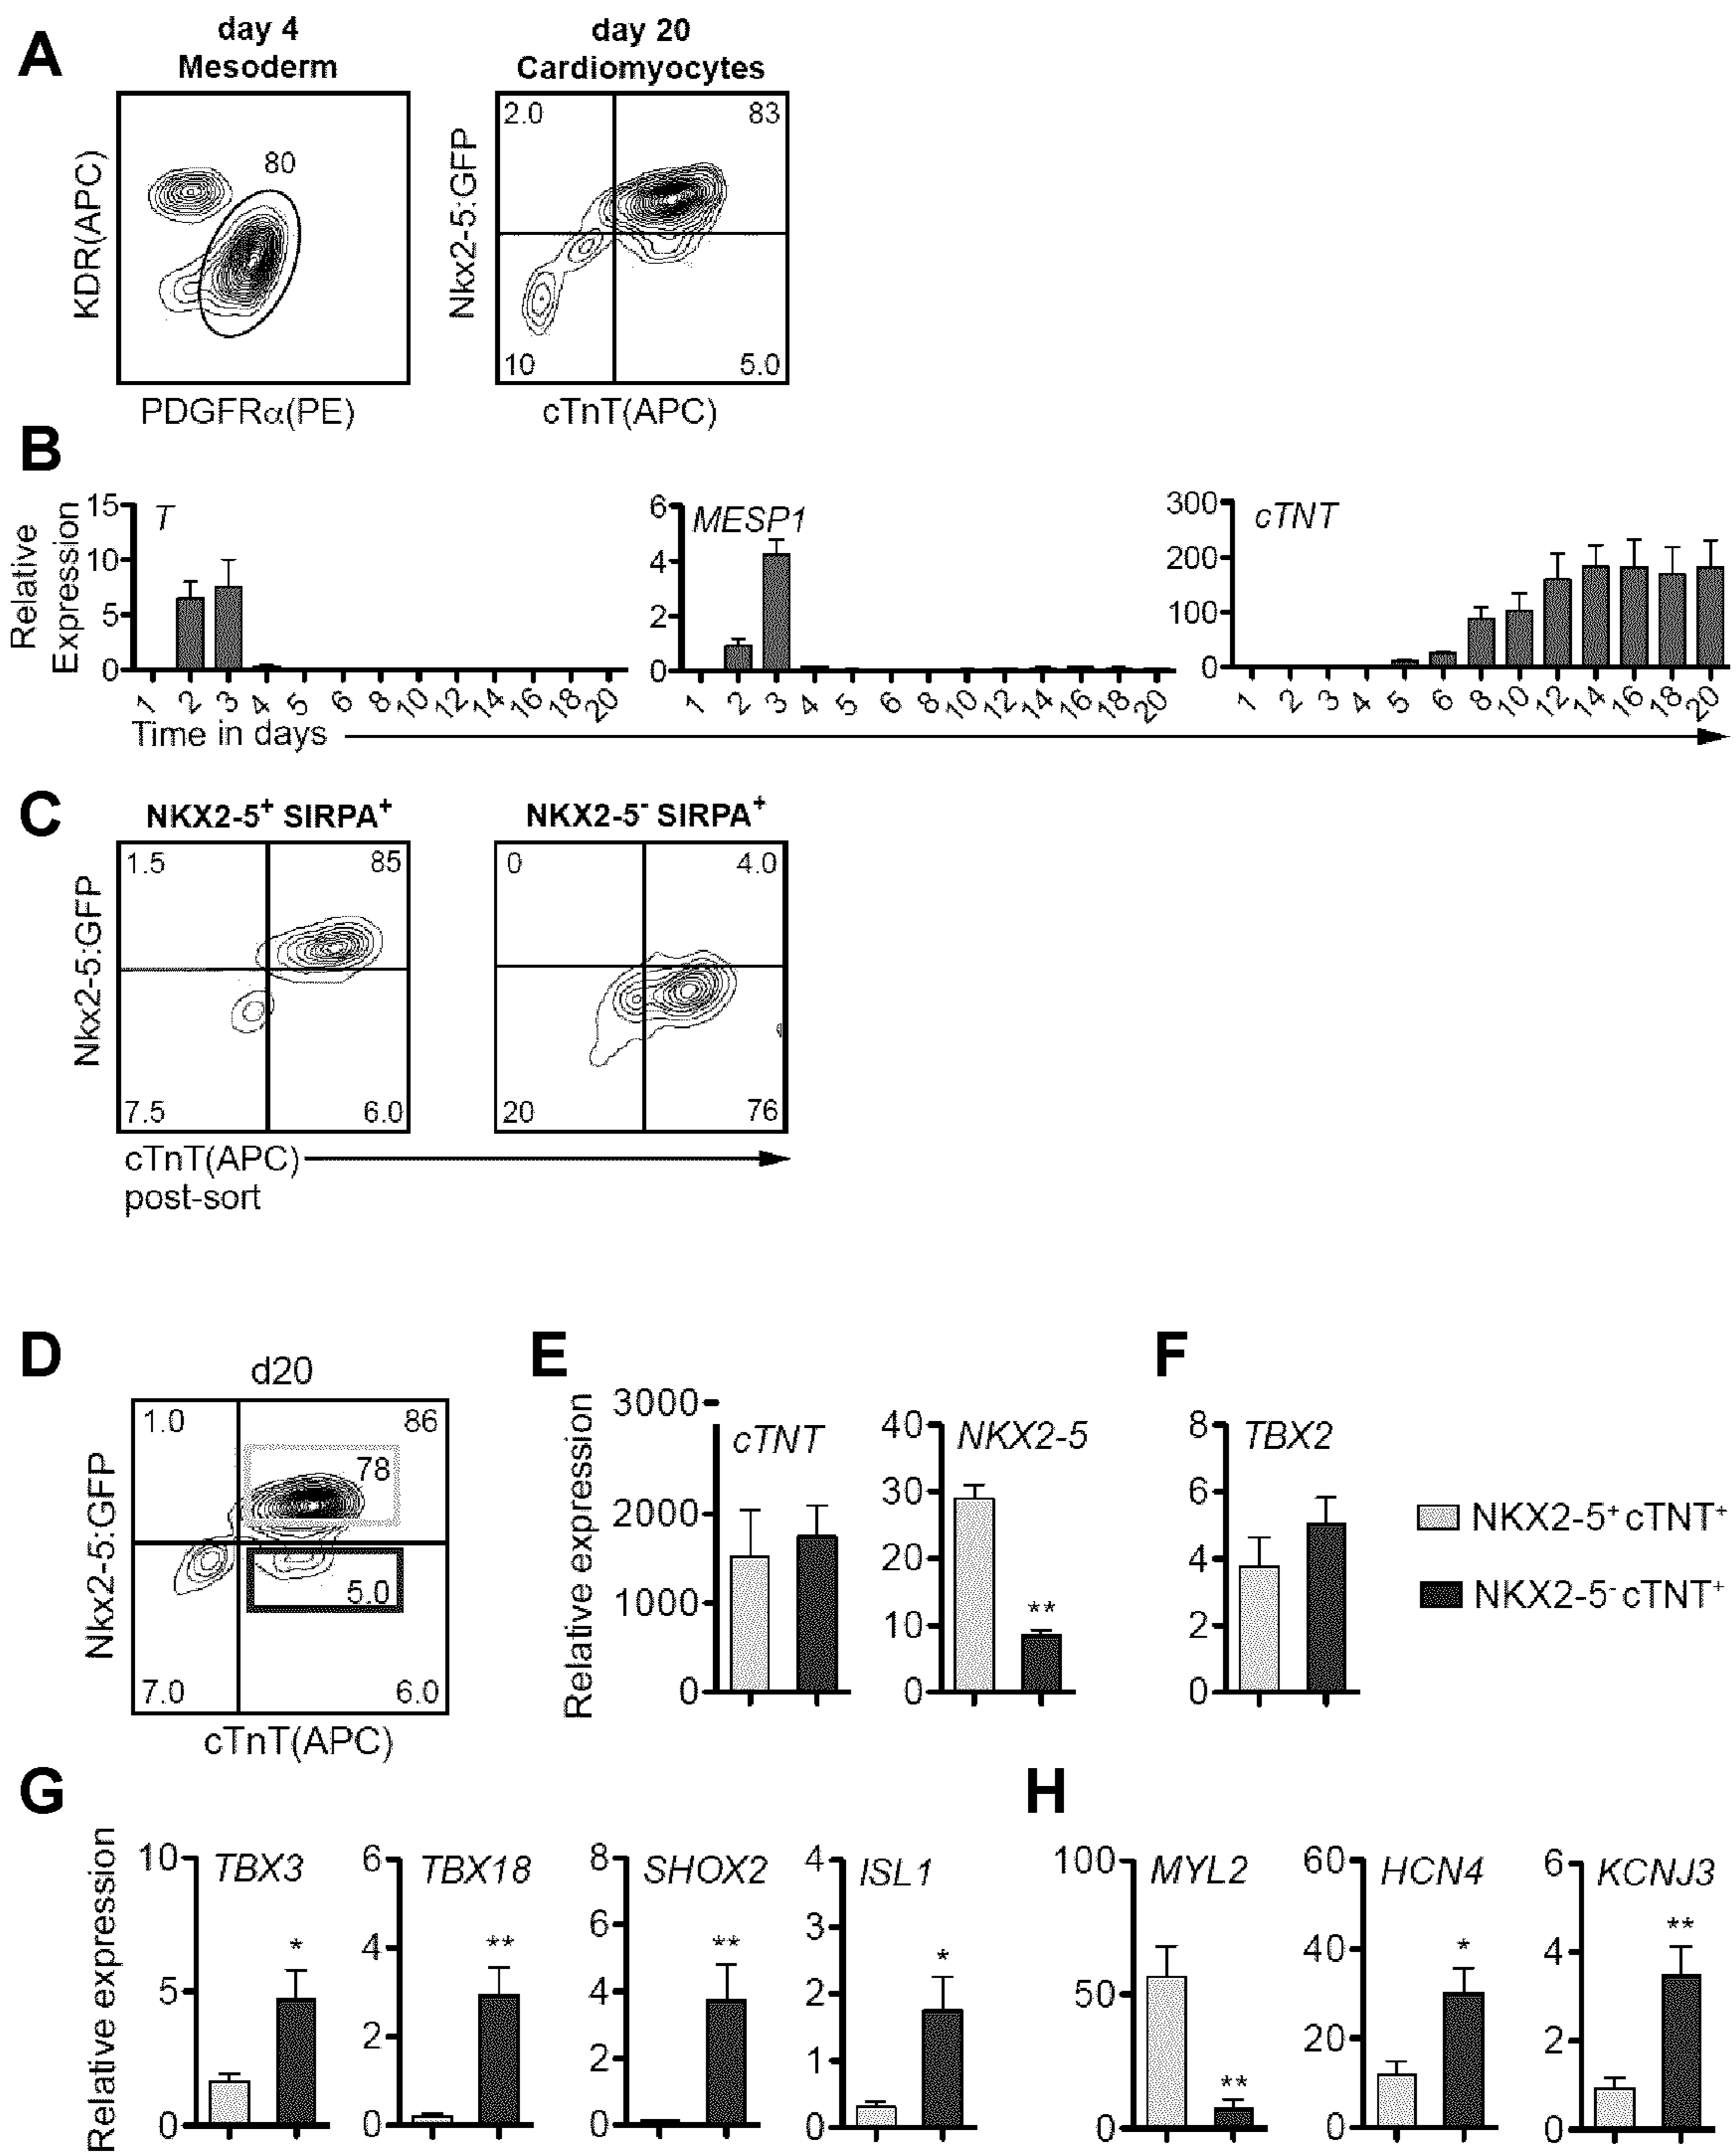 A
day 4
Mesoderm
80
KDR(APC)
PDGFRα(PE)
day 20
Cardiomyocytes
2.0
83
10
5.0
Nkx2-5:GFP
cTnT(APC)
B
Relative
Expression
15
10
5
0
T
1 2 3 4 5 6 8 10 12 14 16 18 20
6
4
2
0
MESP1
1 2 3 4 5 6 8 10 12 14 16 18 20
300
200
100
0
cTNT
1 2 3 4 5 6 8 10 12 14 16 18 20
Time in days
C
NKX2-5+ SIRPA+
1.5
85
7.5
6.0
Nkx2-5:GFP
NKX2-5- SIRPA+
0
4.0
20
76
cTnT(APC)
post-sort
D
d20
1.0
86
78
5.0
7.0
6.0
Nkx2-5:GFP
cTnT(APC)
E
Relative expression
3000
2000
1000
0
cTNT
40
30
20
10
0
NKX2-5
**
F
8
6
4
2
0
TBX2
NKX2-5+cTNT+
NKX2-5-cTNT+
G
Relative expression
10
5
0
TBX3
*
6
4
2
0
TBX18
**
8
6
4
2
0
SHOX2
**
4
3
2
1
0
ISL1
*
H
100
50
0
MYL2
**
60
40
20
0
HCN4
*
6
4
2
0
KCNJ3
**